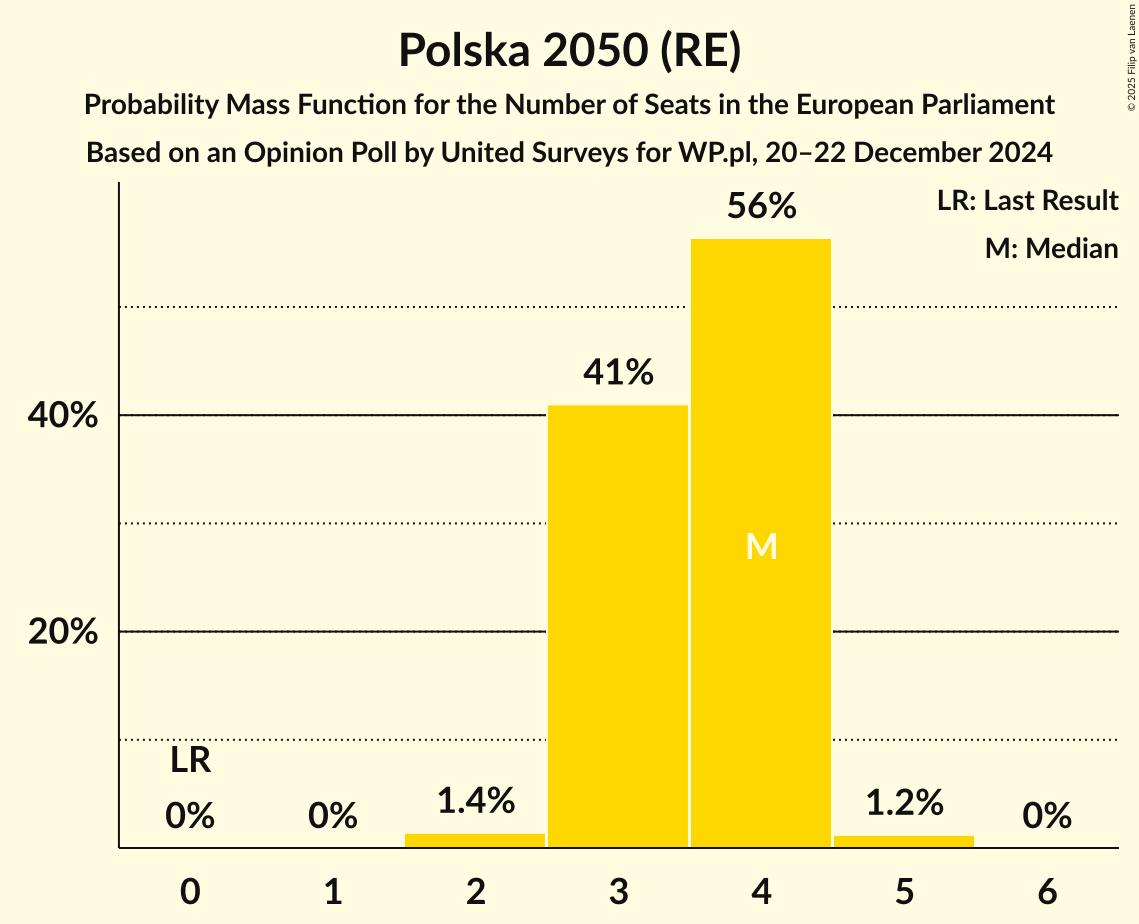 Polska 2050 (RE)
Probability Mass Function for the Number of Seats in the European Parliament
Based on an Opinion Poll by United Surveys for WP.pl, 20–22 December 2024
© 2025 Filip van Laenen
LR: Last Result
M: Median
56%
41%
40%
M
20%
LR
0%
0%
1.4%
1.2%
0%
0
1
2
3
4
5
6